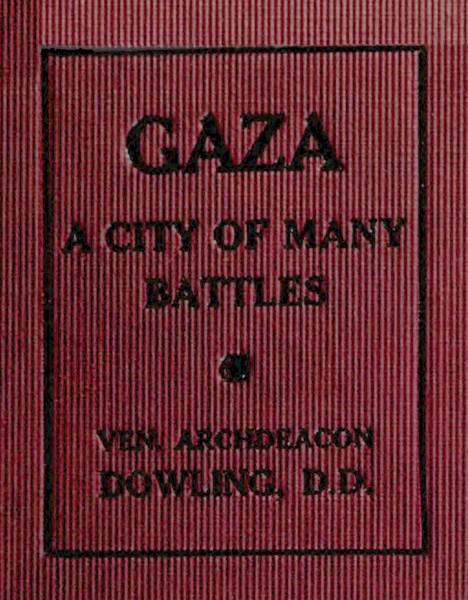 GAZA
A CITY OF MANY
BATTLES
VEN. ARCHDEACON
DOWLING, D.D.